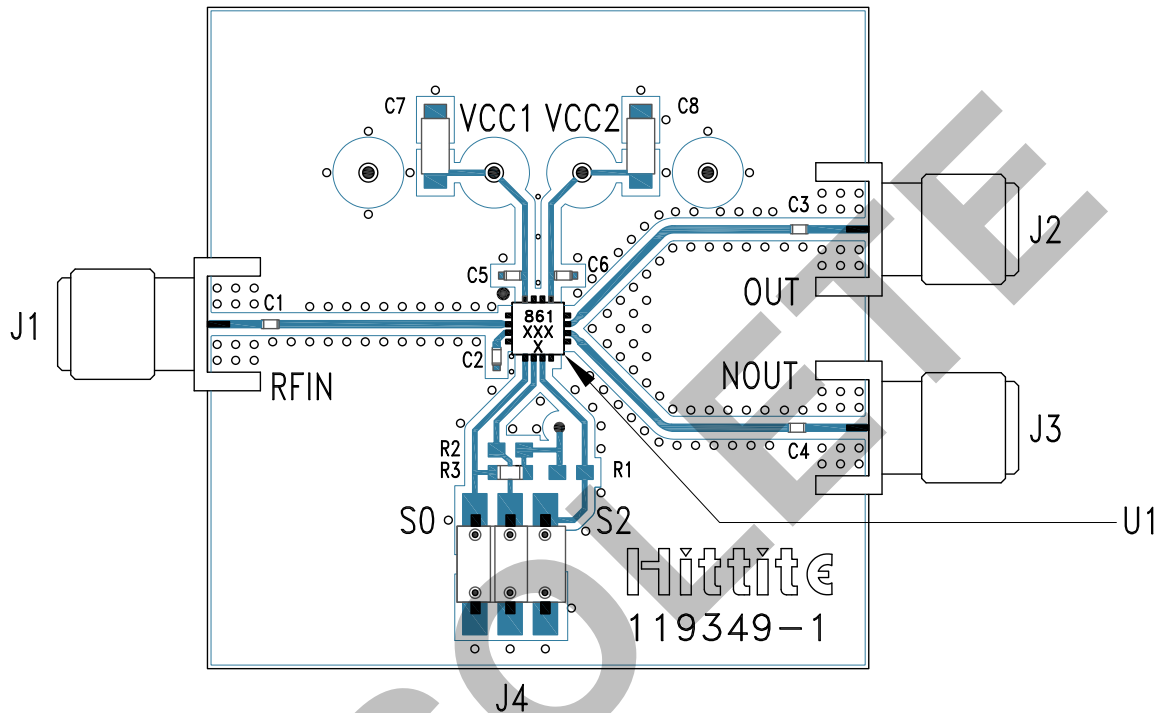 C7
VCC1 VCC2
C8
C3
J2
OUT
C5
C6
J1
C1
861
XXX
X
C2
RFIN
NOUT
J3
C4
R2
R3
R1
S0
S2
U1
Hittite
119349-1
J4
SOLETE